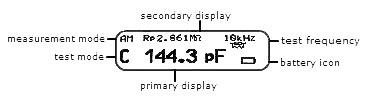 secondary display
measurement mode
AM Rp2.861MΩ 10kHz
test frequency
test mode
C 144.3 pF
battery icon
primary display